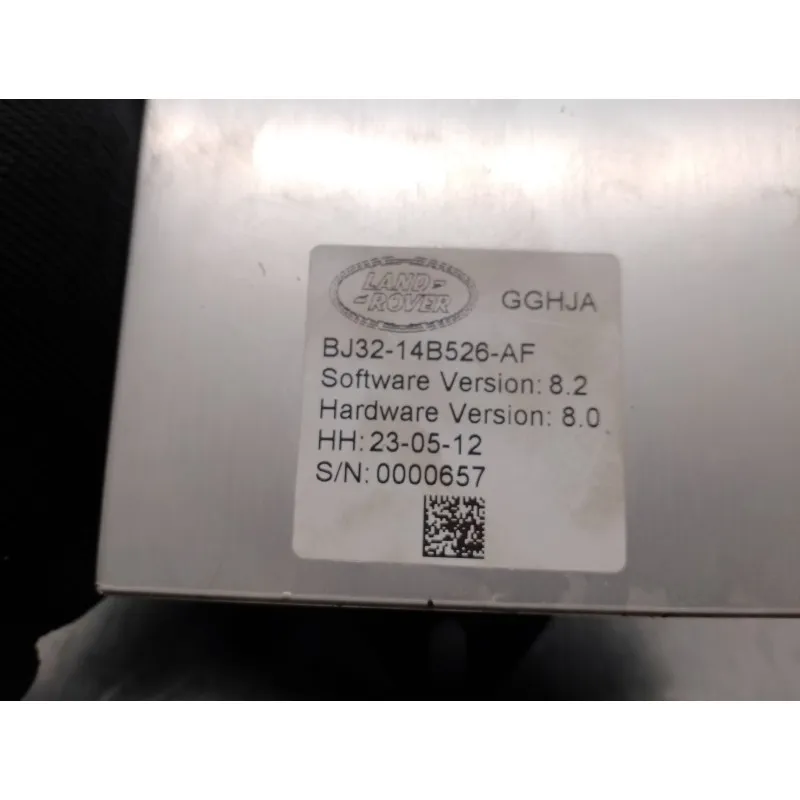 LAND
ROVER
GGHJA
BJ32-14B526-AF
Software Version: 8.2
Hardware Version: 8.0
HH: 23-05-12
S/N: 0000657